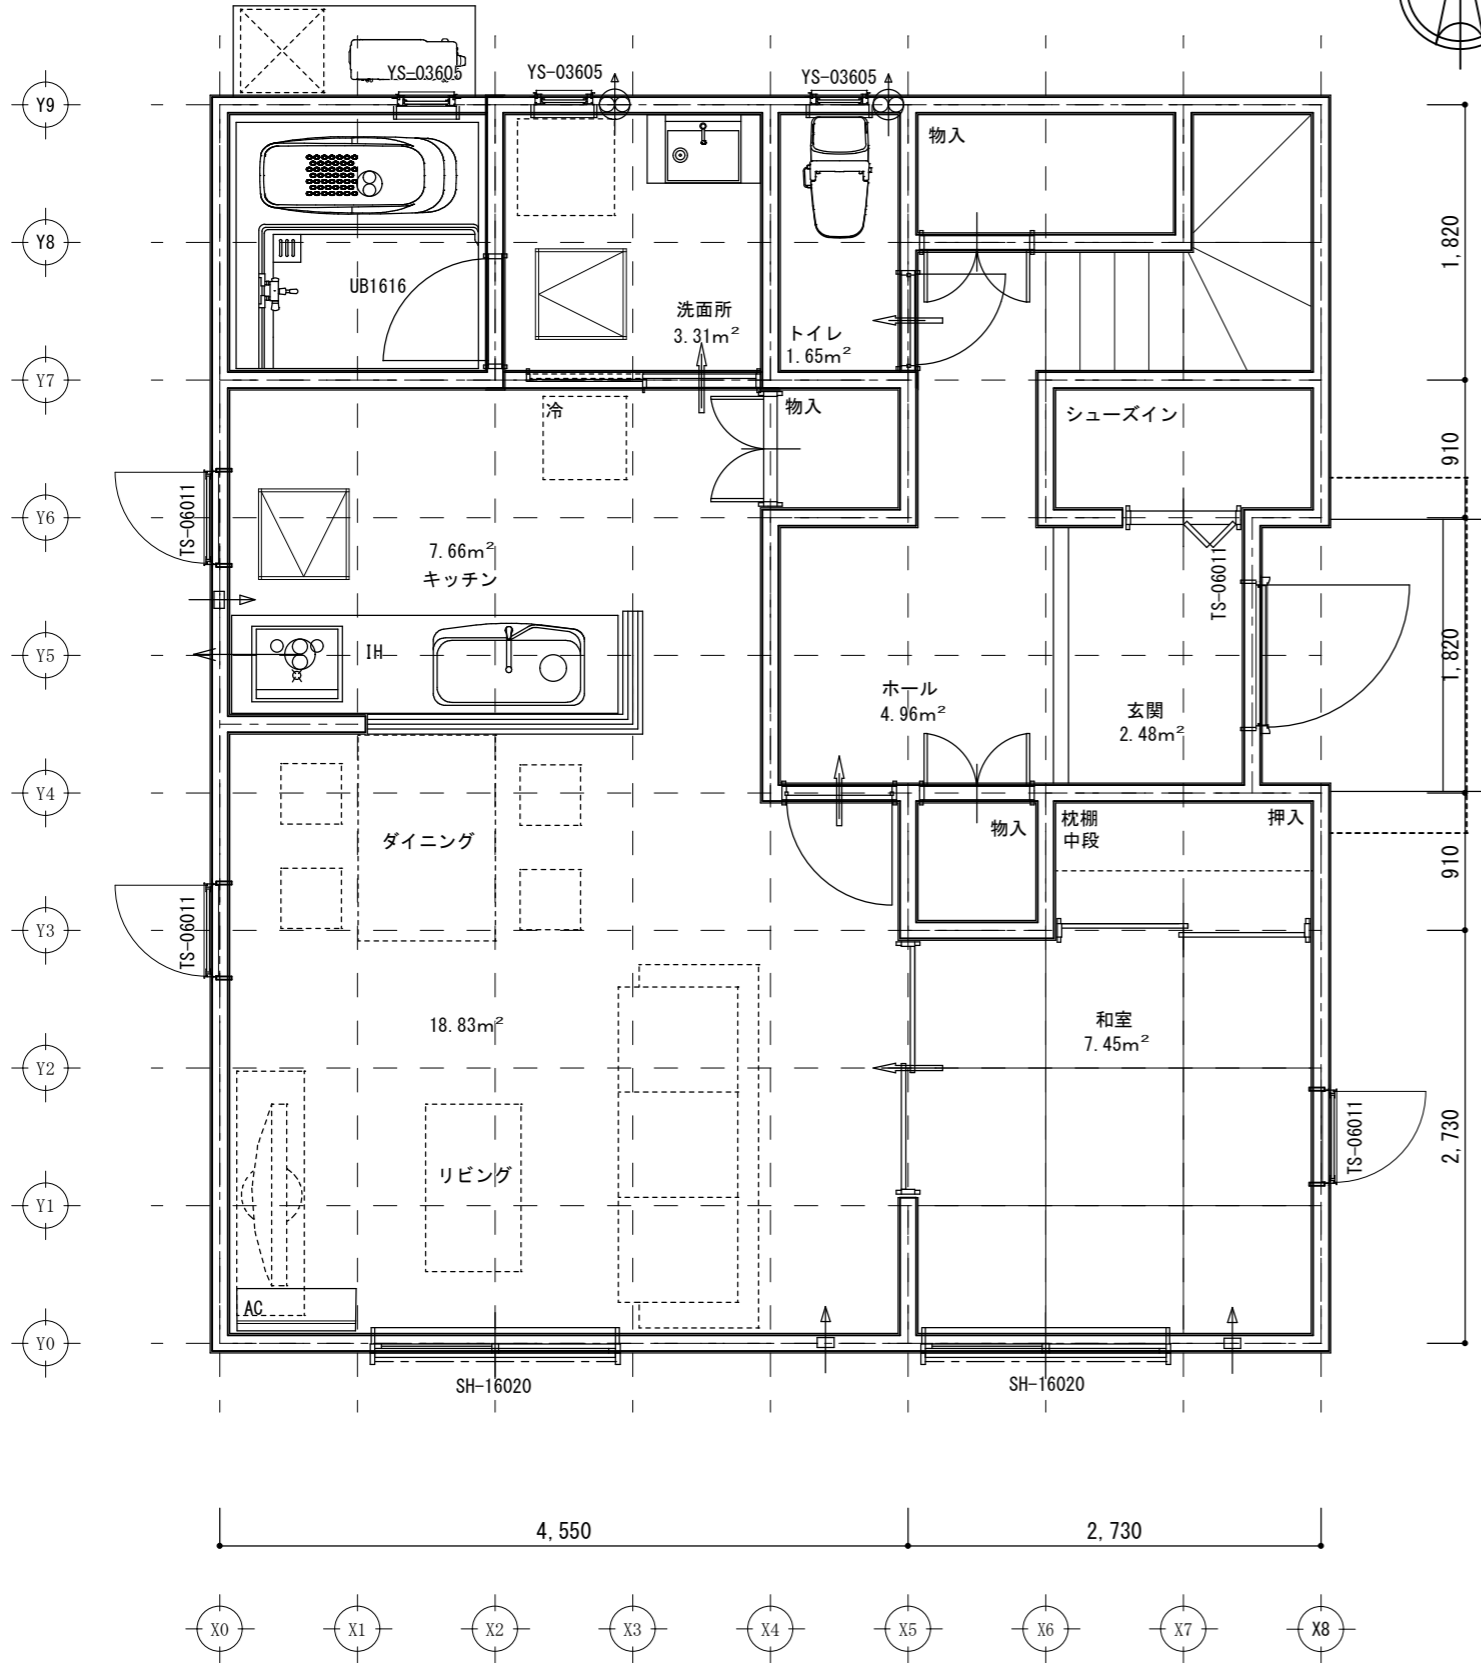 YS-03605
YS-03605
YS-03605
Y9
物入
Y8
1,820
UB1616
洗面所
3.31m²
トイレ
1.65m²
Y7
冷
物入
シューズイン
910
TS-06011
Y6
7.66m²
キッチン
TS-06011
IH
Y5
1,820
ホール
4.96m²
玄関
2.48m²
Y4
ダイニング
物入
枕棚
中段
押入
910
TS-06011
Y3
18.83m²
和室
7.45m²
Y2
TS-06011
2,730
リビング
Y1
AC
Y0
SH-16020
SH-16020
4,550
2,730
X0
X1
X2
X3
X4
X5
X6
X7
X8